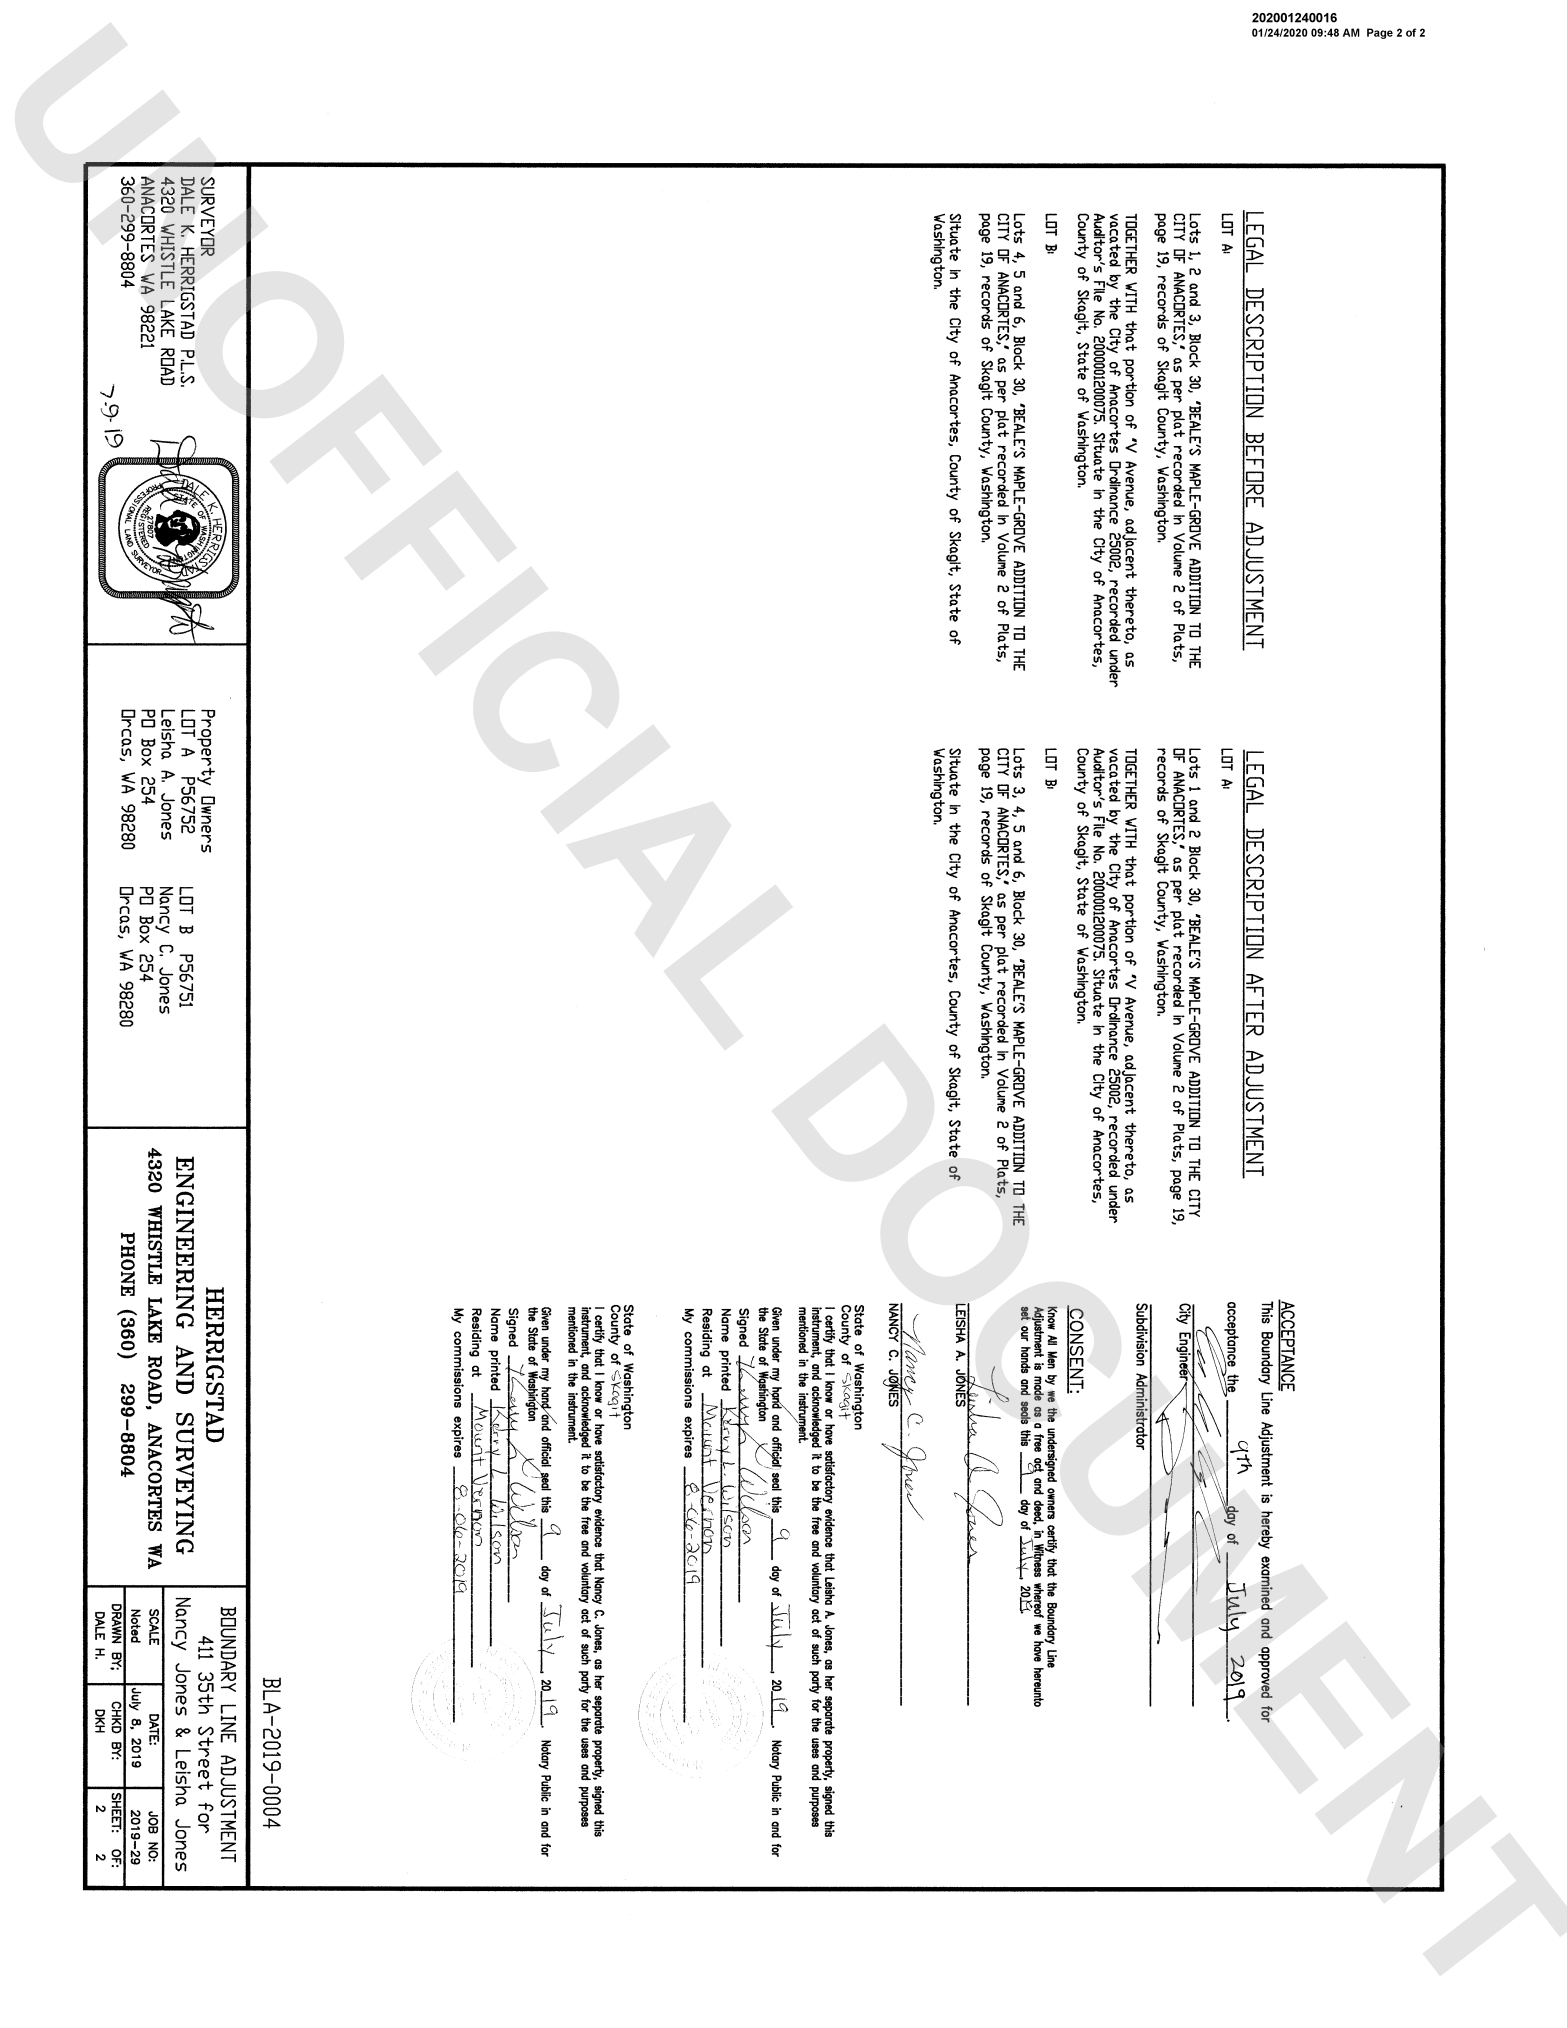 202001240016
01/24/2020 09:48 AM Page 2 of 2
UNOFFICIAL DOCUMENT
LEGAL DESCRIPTION BEFORE ADJUSTMENT
LOT A:
Lots 1, 2 and 3, Block 30, "BEALE'S MAPLE-GROVE ADDITION TO THE
CITY OF ANACORTES," as per plat recorded in Volume 2 of Plats,
page 19, records of Skagit County, Washington.
TOGETHER WITH that portion of "V Avenue, adjacent thereto, as
vacated by the City of Anacortes Ordinance 25002, recorded under
Auditor's File No. 200001200075. Situate in the City of Anacortes,
County of Skagit, State of Washington.
LOT B:
Lots 4, 5 and 6, Block 30, "BEALE'S MAPLE-GROVE ADDITION TO THE
CITY OF ANACORTES," as per plat recorded in Volume 2 of Plats,
page 19, records of Skagit County, Washington.
Situate in the City of Anacortes, County of Skagit, State of
Washington.
LEGAL DESCRIPTION AFTER ADJUSTMENT
LOT A:
Lots 1 and 2 Block 30, "BEALE'S MAPLE-GROVE ADDITION TO THE CITY
OF ANACORTES," as per plat recorded in Volume 2 of Plats, page 19,
records of Skagit County, Washington.
TOGETHER WITH that portion of "V Avenue, adjacent thereto, as
vacated by the City of Anacortes Ordinance 25002, recorded under
Auditor's File No. 200001200075. Situate in the City of Anacortes,
County of Skagit, State of Washington.
LOT B:
Lots 3, 4, 5 and 6, Block 30, "BEALE'S MAPLE-GROVE ADDITION TO THE
CITY OF ANACORTES," as per plat recorded in Volume 2 of Plats,
page 19, records of Skagit County, Washington.
Situate in the City of Anacortes, County of Skagit, State of
Washington.
ACCEPTANCE
This Boundary Line Adjustment is hereby examined and approved for
acceptance the 9th day of July 2019.
City Engineer
Subdivision Administrator
CONSENT:
Know All Men by we the undersigned owners certify that the Boundary Line
Adjustment is made as a free act and deed, in Witness whereof we have hereunto
set our hands and seals this 9 day of July 2019
Leisha A Jones
LEISHA A. JONES
Nancy C. Jones
NANCY C. JONES
State of Washington
County of Skagit
I certify that I know or have satisfactory evidence that Leisha A. Jones, as her separate property, signed this
instrument, and acknowledged it to be the free and voluntary act of such party for the uses and purposes
mentioned in the instrument.
Given under my hand and official seal this 9 day of July, 2019. Notary Public in and for
the State of Washington
Signed Kerry L Wilson
Name printed Kerry L. Wilson
Residing at Mount Vernon
My commissions expires 8-06-2019
State of Washington
County of Skagit
I certify that I know or have satisfactory evidence that Nancy C. Jones, as her separate property, signed this
instrument, and acknowledged it to be the free and voluntary act of such party for the uses and purposes
mentioned in the instrument.
Given under my hand and official seal this 9 day of July, 2019. Notary Public in and for
the State of Washington
Signed Kerry L Wilson
Name printed Kerry L. Wilson
Residing at Mount Vernon
My commissions expires 8-06-2019
BLA-2019-0004
SURVEYOR
DALE K. HERRIGSTAD P.L.S.
4320 WHISTLE LAKE ROAD
ANACORTES WA 98221
360-299-8804
7-9-19
DALE K. HERRIGSTAD
STATE OF WASHINGTON
27807
REGISTERED
PROFESSIONAL LAND SURVEYOR
Property Owners
LOT A P56752
Leisha A. Jones
PO Box 254
Orcas, WA 98280
LOT B P56751
Nancy C. Jones
PO Box 254
Orcas, WA 98280
HERRIGSTAD
ENGINEERING AND SURVEYING
4320 WHISTLE LAKE ROAD, ANACORTES WA
PHONE (360) 299-8804
BOUNDARY LINE ADJUSTMENT
411 35th Street for
Nancy Jones & Leisha Jones
SCALE Noted
DATE: July 8, 2019
JOB NO: 2019-29
DRAWN BY: DALE H.
CHKD BY: DKH
SHEET: 2 OF: 2